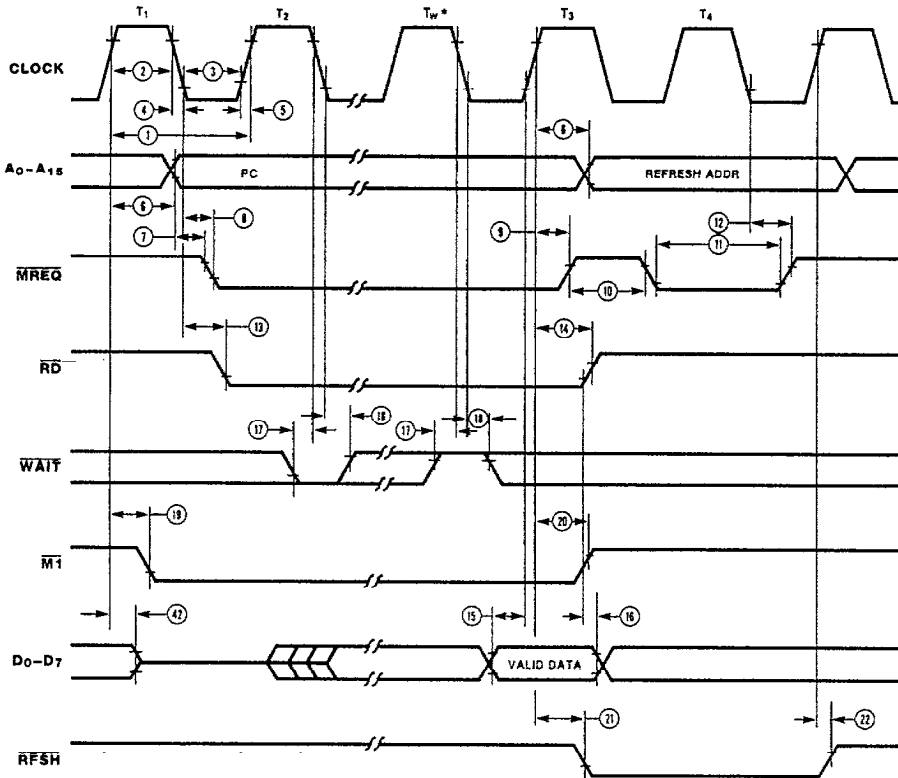 T1 T2 Tw* T3 T4
CLOCK
2 3
4 5
1 6
A0-A15 PC REFRESH ADDR
6 8 12
7 9 11
MREQ
10
13 14
RD
17 18 17 18
WAIT
19 20
M1
42 15 16
D0-D7 VALID DATA
21 22
RFSH